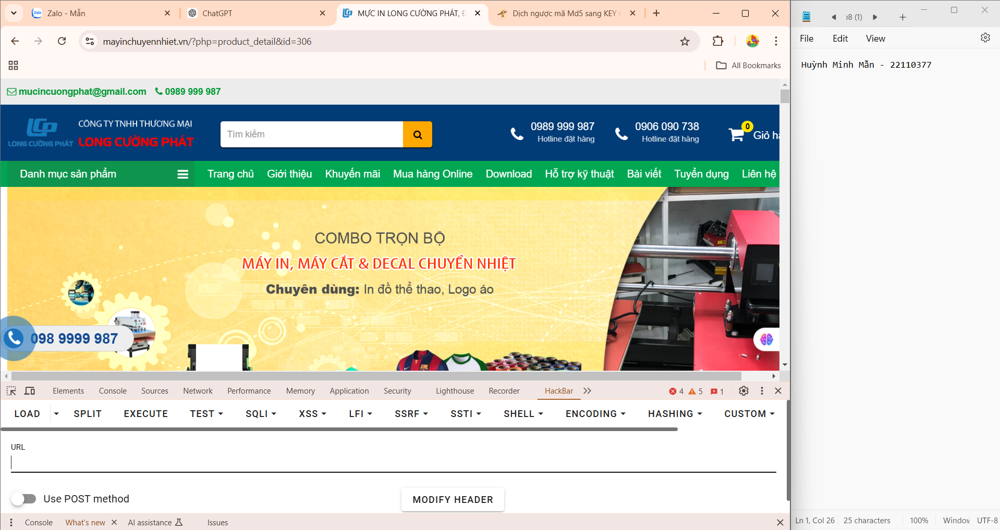 Zalo - Mẫn
ChatGPT
MỰC IN LONG CƯỜNG PHÁT, Đ
Dịch ngược mã Md5 sang KEY
mayinchuyennhiet.vn/?php=product_detail&id=306
All Bookmarks
mucincuongphat@gmail.com 0989 999 987
LCP
LONG CƯỜNG PHÁT
CÔNG TY TNHH THƯƠNG MẠI
LONG CƯỜNG PHÁT
Tìm kiếm
0989 999 987
Hotline đặt hàng
0906 090 738
Hotline đặt hàng
0
Giỏ hà
Danh mục sản phẩm
Trang chủ Giới thiệu Khuyến mãi Mua hàng Online Download Hỗ trợ kỹ thuật Bài viết Tuyển dụng Liên hệ
COMBO TRỌN BỘ
MÁY IN, MÁY CẮT & DECAL CHUYỂN NHIỆT
Chuyên dùng: In đồ thể thao, Logo áo
098 9999 987
Elements Console Sources Network Performance Memory Application Security Lighthouse Recorder HackBar 4 5 1
LOAD SPLIT EXECUTE TEST SQLI XSS LFI SSRF SSTI SHELL ENCODING HASHING CUSTOM
URL
Use POST method
MODIFY HEADER
Console What's new AI assistance Issues
ɔ8 (1)
File Edit View
Huỳnh Minh Mẫn - 22110377
Ln 1, Col 26 25 characters 100% Window UTF-8